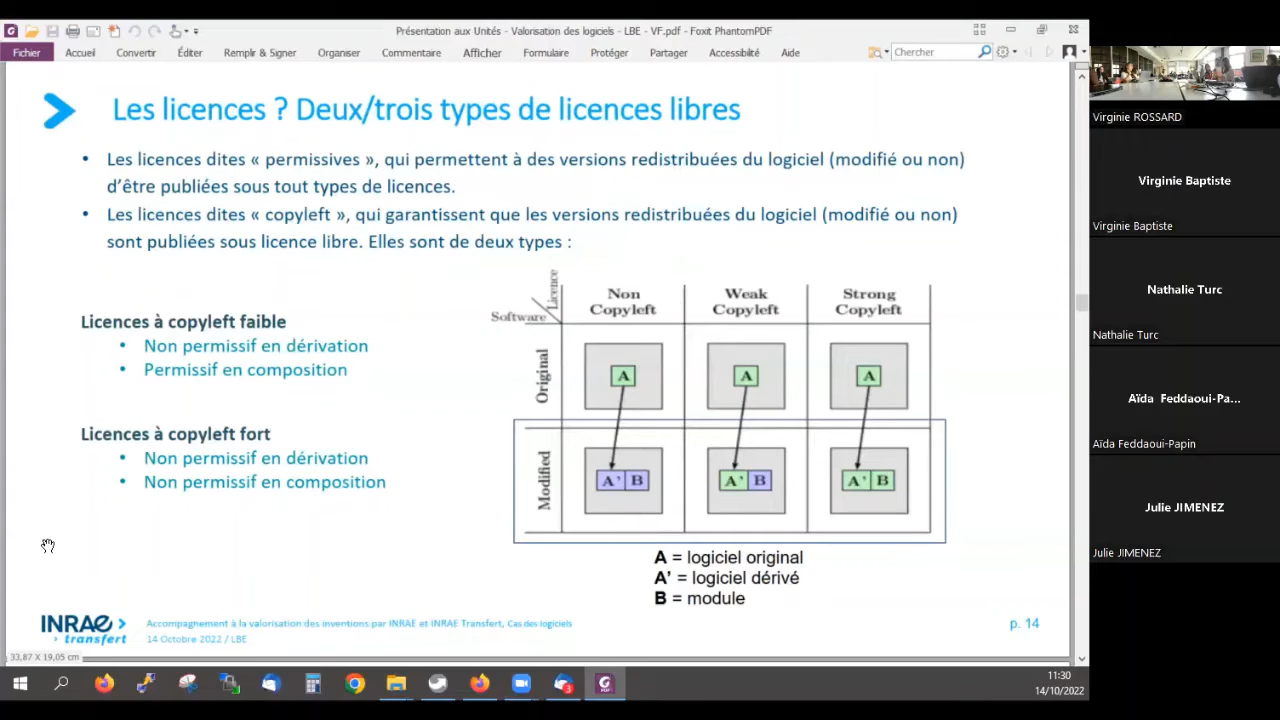 Présentation aux Unités - Valorisation des logiciels - LBE - VF.pdf - Foxit PhantomPDF
Fichier Accueil Convertir Éditer Remplir & Signer Organiser Commentaire Afficher Formulaire Protéger Partager Accessibilité Aide Chercher
Les licences ? Deux/trois types de licences libres
• Les licences dites « permissives », qui permettent à des versions redistribuées du logiciel (modifié ou non)
d'être publiées sous tout types de licences.
• Les licences dites « copyleft », qui garantissent que les versions redistribuées du logiciel (modifié ou non)
sont publiées sous licence libre. Elles sont de deux types :
Licences à copyleft faible
• Non permissif en dérivation
• Permissif en composition
Licences à copyleft fort
• Non permissif en dérivation
• Non permissif en composition
Software Licence
Non
Copyleft
Weak
Copyleft
Strong
Copyleft
Original
A A A
Modified
A' B A' B A' B
A = logiciel original
A' = logiciel dérivé
B = module
INRAE
transfert
Accompagnement à la valorisation des inventions par INRAE et INRAE Transfert, Cas des logiciels
14 Octobre 2022 / LBE
p. 14
33,87 X 19,05 cm
3
PDF
11:30
14/10/2022
Virginie ROSSARD
Virginie Baptiste
Virginie Baptiste
Nathalie Turc
Nathalie Turc
Aïda Feddaoui-Pa...
Aïda Feddaoui-Papin
Julie JIMENEZ
Julie JIMENEZ